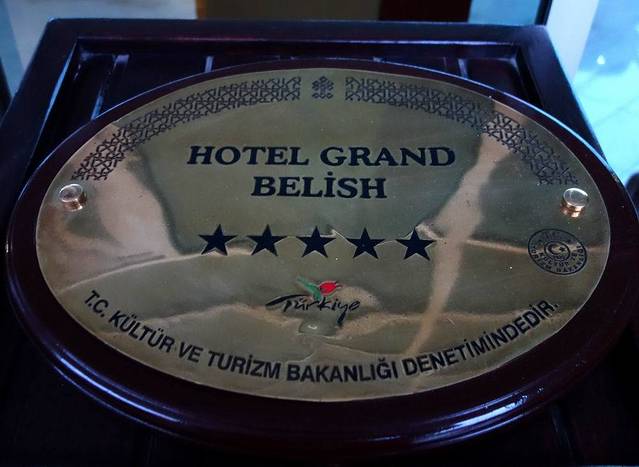 HOTEL GRAND
BELİSH
Türkiye
T.C. KÜLTÜR VE TURİZM BAKANLIĞI DENETİMİNDEDİR.